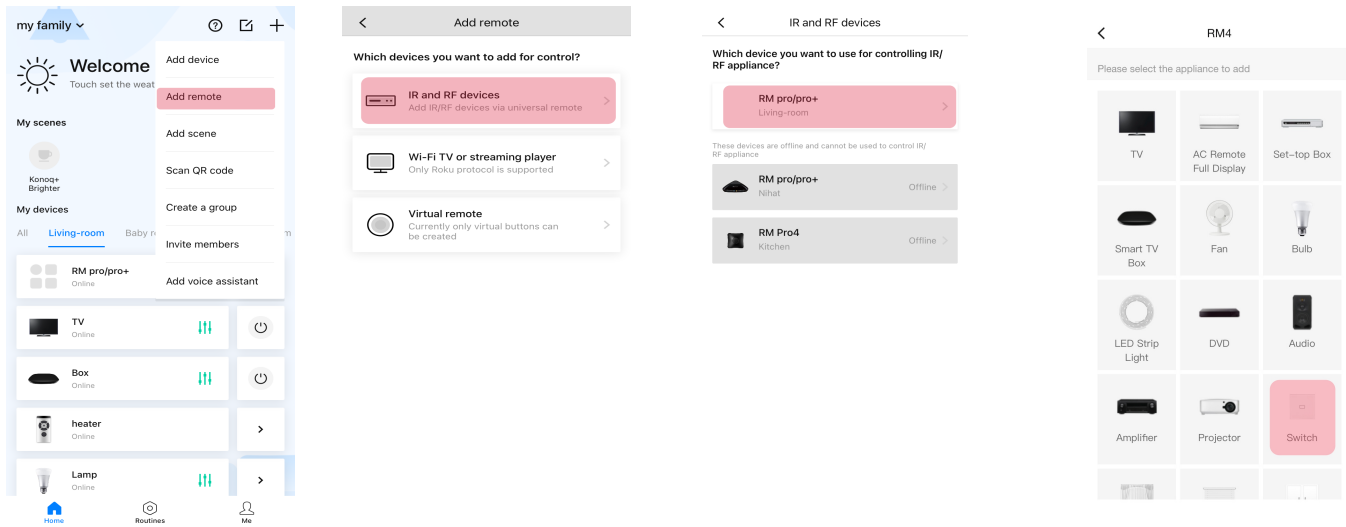 my family
Welcome
Touch set the weat
My scenes
Konoq+
Brighter
My devices
All Living-room Baby r m
RM pro/pro+
Online
TV
Online
Box
Online
heater
Online
Lamp
Online
Home Routines Me
Add device
Add remote
Add scene
Scan QR code
Create a group
Invite members
Add voice assistant
Add remote
Which devices you want to add for control?
IR and RF devices
Add IR/RF devices via universal remote
Wi-Fi TV or streaming player
Only Roku protocol is supported
Virtual remote
Currently only virtual buttons can
be created
IR and RF devices
Which device you want to use for controlling IR/
RF appliance?
RM pro/pro+
Living-room
These devices are offline and cannot be used to control IR/
RF appliance
RM pro/pro+
Nihat
Offline
RM Pro4
Kitchen
Offline
RM4
Please select the appliance to add
TV
AC Remote
Full Display
Set-top Box
Smart TV
Box
Fan
Bulb
LED Strip
Light
DVD
Audio
Amplifier
Projector
Switch